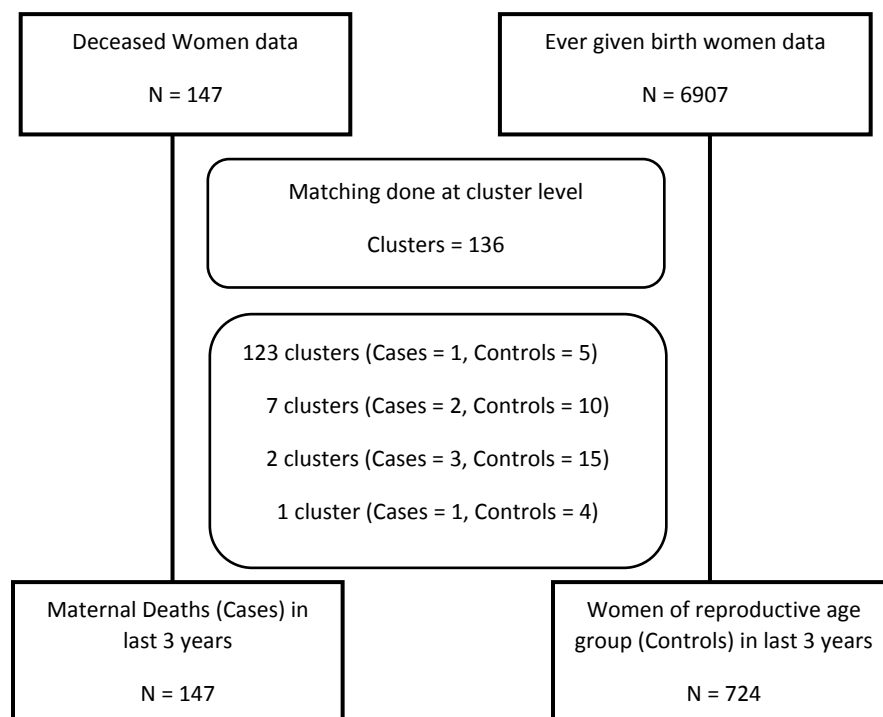 Deceased Women data
N = 147
Ever given birth women data
N = 6907
Matching done at cluster level
Clusters = 136
123 clusters (Cases = 1, Controls = 5)
7 clusters (Cases = 2, Controls = 10)
2 clusters (Cases = 3, Controls = 15)
1 cluster (Cases = 1, Controls = 4)
Maternal Deaths (Cases) in
last 3 years
N = 147
Women of reproductive age
group (Controls) in last 3 years
N = 724